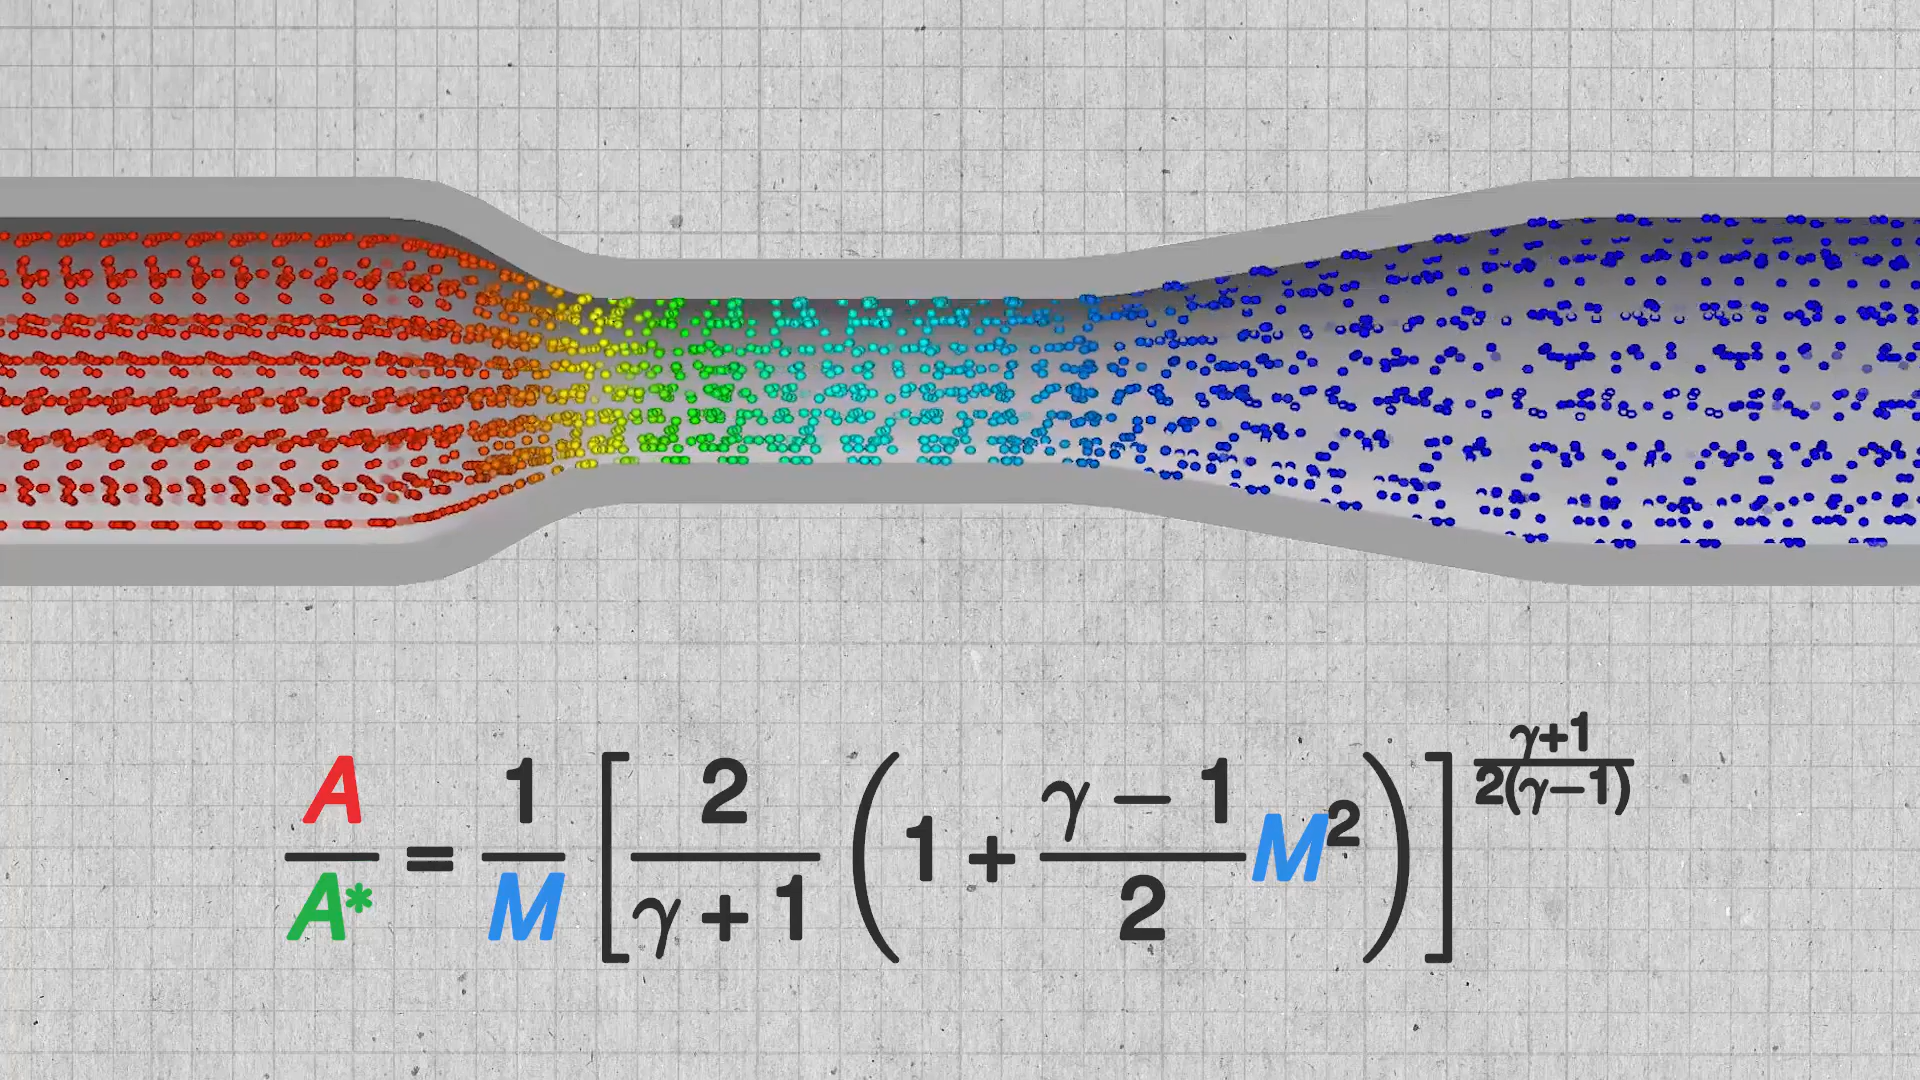 A/A* = 1/M [ 2/(γ + 1) ( 1 + (γ − 1)/2 M² ) ]^((γ+1)/(2(γ−1)))